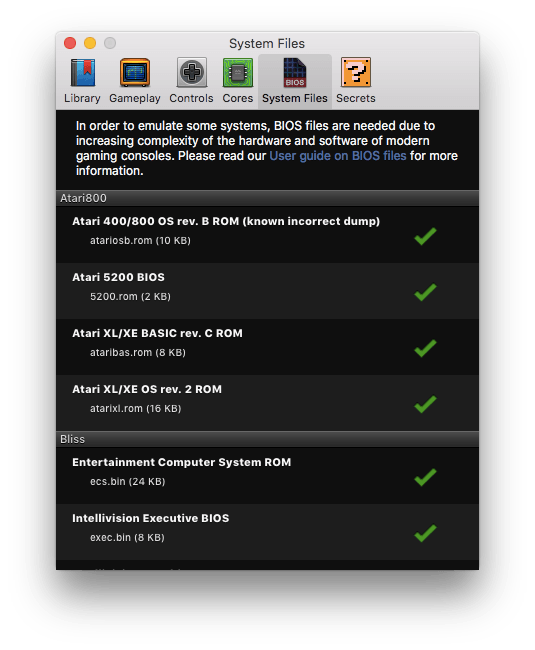 System Files
Library Gameplay Controls Cores System Files Secrets
BIOS
In order to emulate some systems, BIOS files are needed due to
increasing complexity of the hardware and software of modern
gaming consoles. Please read our User guide on BIOS files for more
information.
Atari800
Atari 400/800 OS rev. B ROM (known incorrect dump)
atariosb.rom (10 KB)
Atari 5200 BIOS
5200.rom (2 KB)
Atari XL/XE BASIC rev. C ROM
ataribas.rom (8 KB)
Atari XL/XE OS rev. 2 ROM
atarixl.rom (16 KB)
Bliss
Entertainment Computer System ROM
ecs.bin (24 KB)
Intellivision Executive BIOS
exec.bin (8 KB)